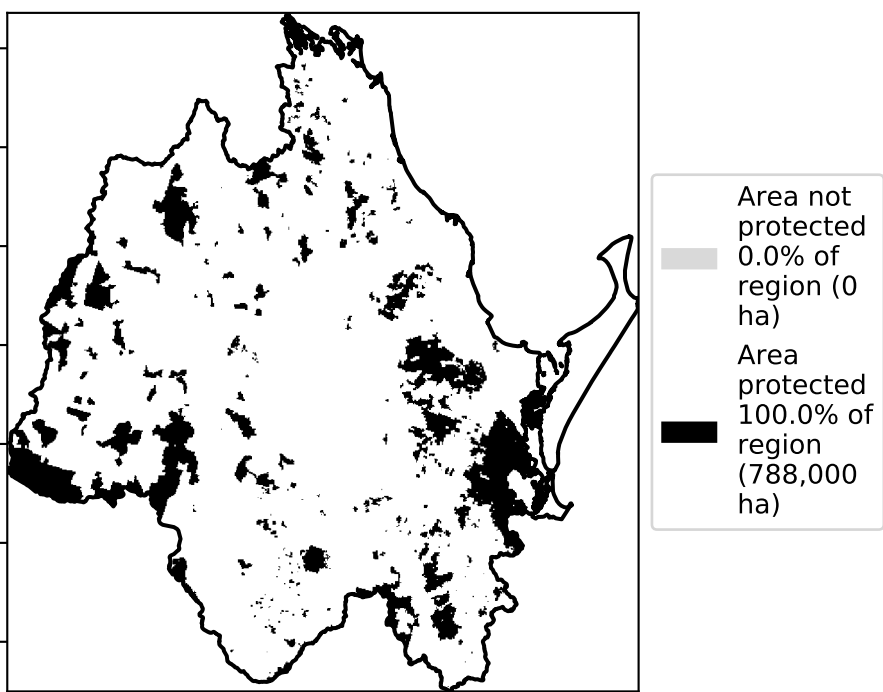 Area not
protected
0.0% of
region (0
ha)
Area
protected
100.0% of
region
(788,000
ha)